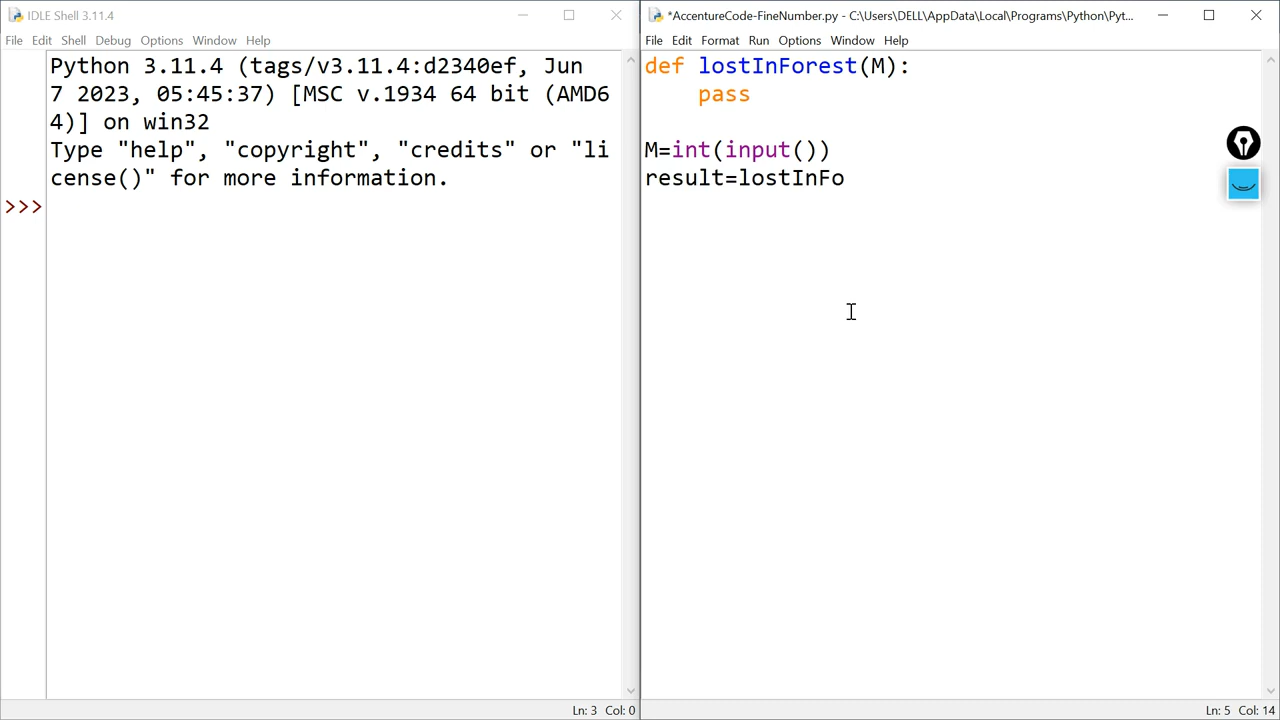 IDLE Shell 3.11.4
File Edit Shell Debug Options Window Help
Python 3.11.4 (tags/v3.11.4:d2340ef, Jun
7 2023, 05:45:37) [MSC v.1934 64 bit (AMD6
4)] on win32
Type "help", "copyright", "credits" or "li
cense()" for more information.
>>>
Ln: 3 Col: 0
*AccentureCode-FineNumber.py - C:\Users\DELL\AppData\Local\Programs\Python\Pyt...
File Edit Format Run Options Window Help
def lostInForest(M):
    pass
M=int(input())
result=lostInFo
Ln: 5 Col: 14